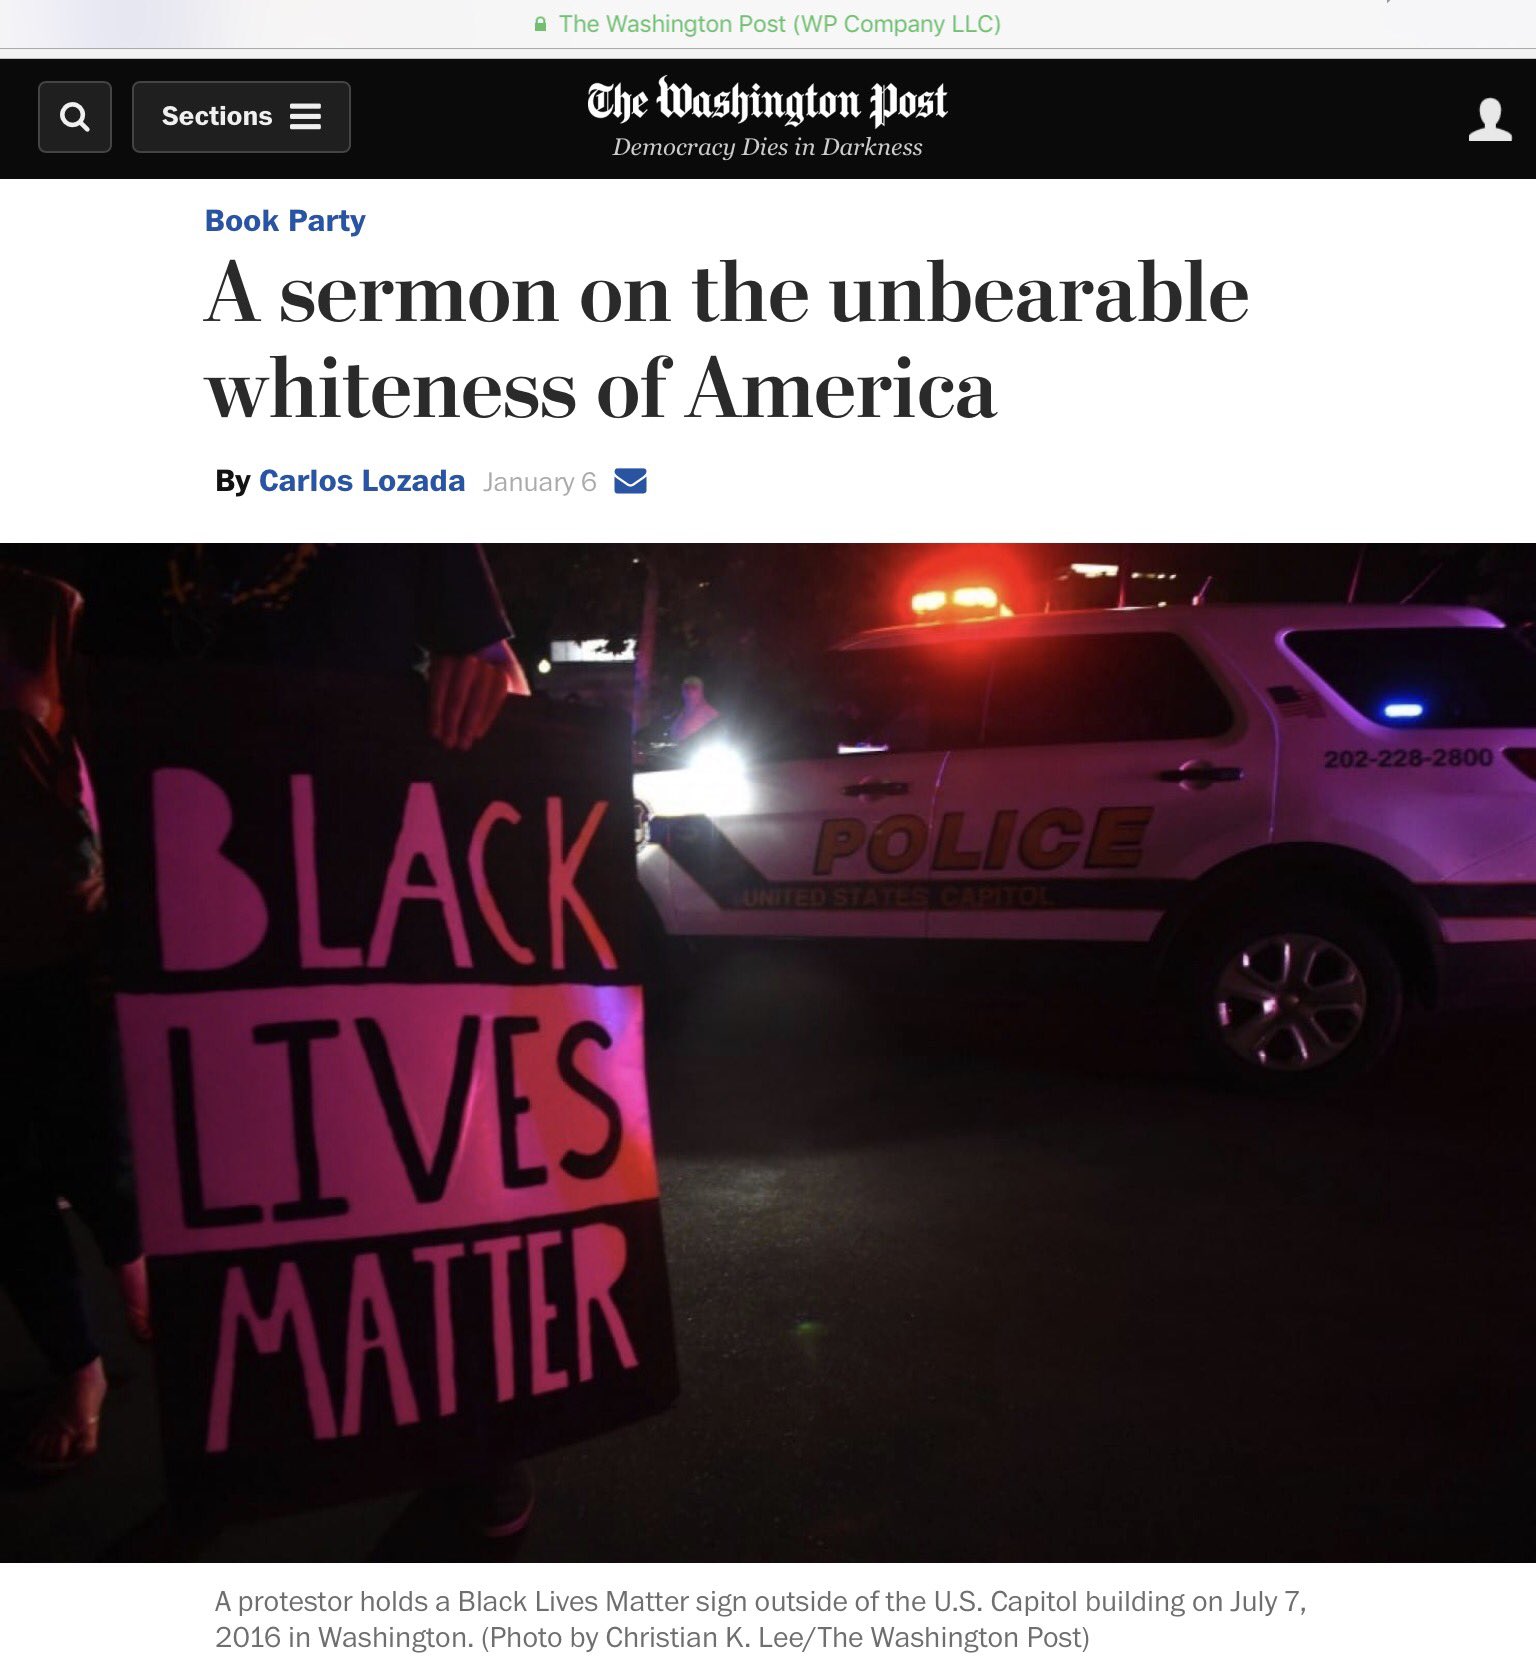 The Washington Post (WP Company LLC)
Sections
The Washington Post
Democracy Dies in Darkness
Book Party
A sermon on the unbearable
whiteness of America
By Carlos Lozada January 6
202-228-2800
POLICE
UNITED STATES CAPITOL
BLACK
LIVES
MATTER
A protestor holds a Black Lives Matter sign outside of the U.S. Capitol building on July 7,
2016 in Washington. (Photo by Christian K. Lee/The Washington Post)